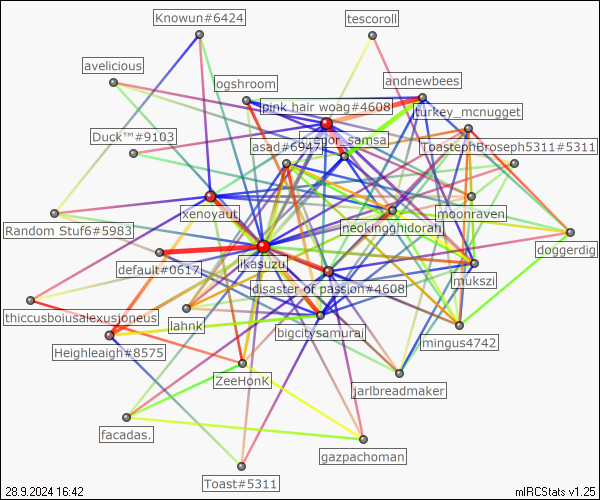 Knowun#6424
tescoroll
avelicious
ogshroom
andnewbees
pink hair woag#4608
turkey_mcnugget
Duck™#9103
gregor_samsa
asad#6947
ToastephBroseph5311#5311
xenoyaut
moonraven
Random Stuf6#5983
neokingghidorah
doggerdig
ikasuzu
default#0617
mukszi
disaster of passion#4608
thiccusboiusalexusjoneus
lahnk
bigcitysamurai
mingus4742
Heighleaigh#8575
ZeeHonK
jarlbreadmaker
facadas.
gazpachoman
Toast#5311
28.9.2024 16:42
mIRCStats v1.25